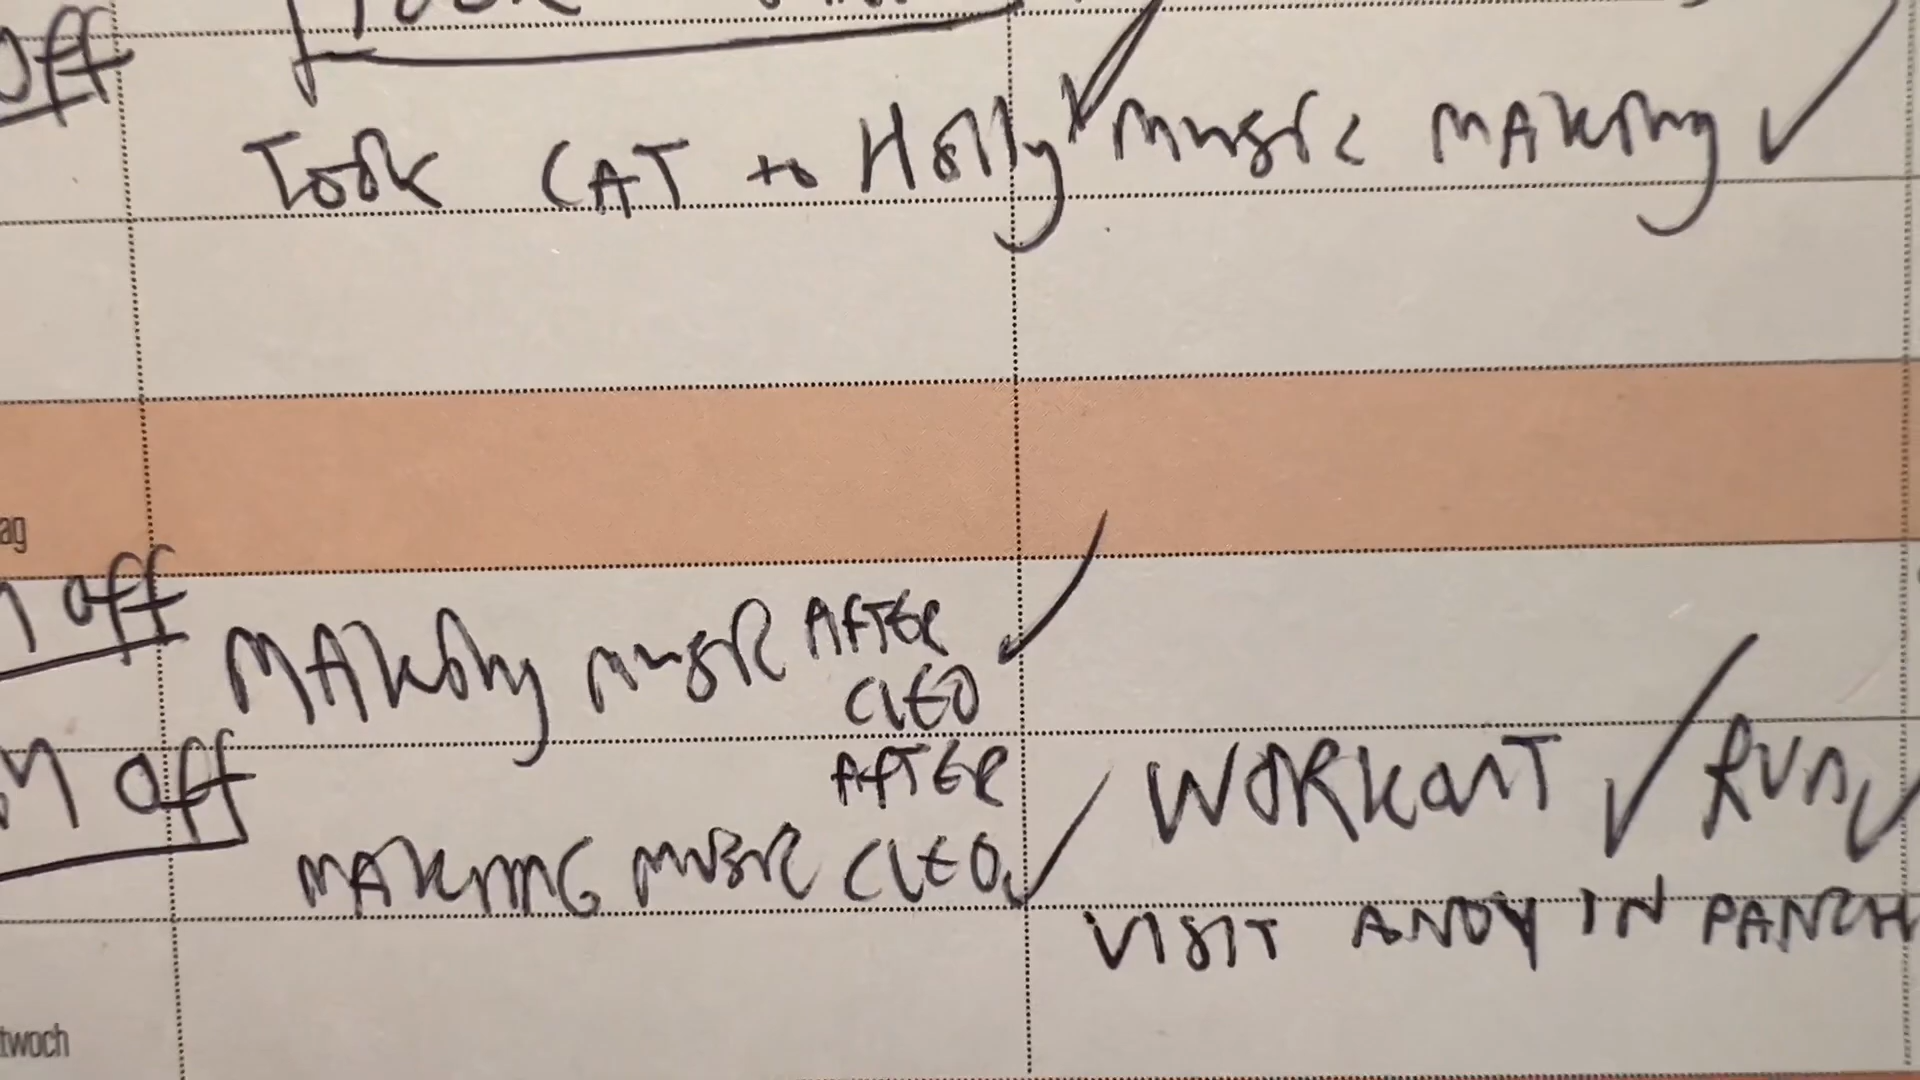 off
Took CAT to Holly ✓ music making ✓
ag
off
MAKing music AFTER
CLEO ✓
off
AFTER
MAKING MUSIC CLEO ✓
WORKOUT ✓ RUN ✓
VISIT ANDY IN PANZH
twoch